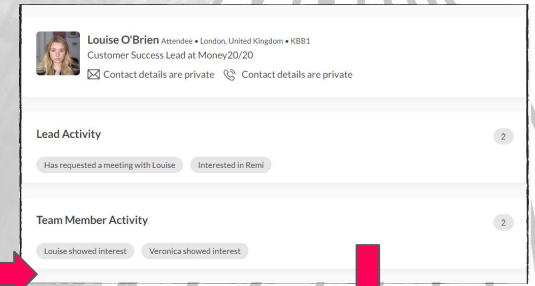 Louise O'Brien Attendee • London, United Kingdom • KBB1
Customer Success Lead at Money20/20
Contact details are private Contact details are private
Lead Activity 2
Has requested a meeting with Louise Interested in Remi
Team Member Activity 2
Louise showed interest Veronica showed interest